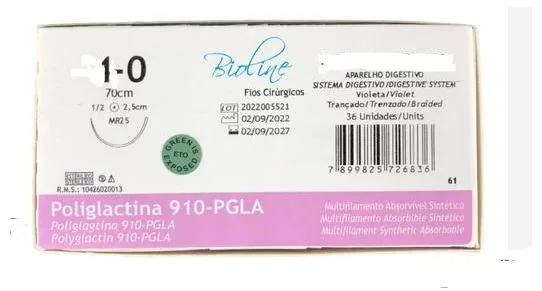 1-0
70cm
1/2 2,5cm
MR25
Bioline
Fios Cirúrgicos
LOT 2022005521
02/09/2022
02/09/2027
GREEN IS EXPOSED
ETO
R.M.S.: 10426020013
APARELHO DIGESTIVO
SISTEMA DIGESTIVO/DIGESTIVE SYSTEM
Violeta/Violet
Trançado/Trenzado/Braided
36 Unidades/Units
7 899825 726836
61
Poliglactina 910-PGLA
Poliglagtina 910-PGLA
Polyglactin 910-PGLA
Multifilamento Absorvível Sintético
Multifilamento Absorbible Sintético
Multifilament Synthetic Absorbable